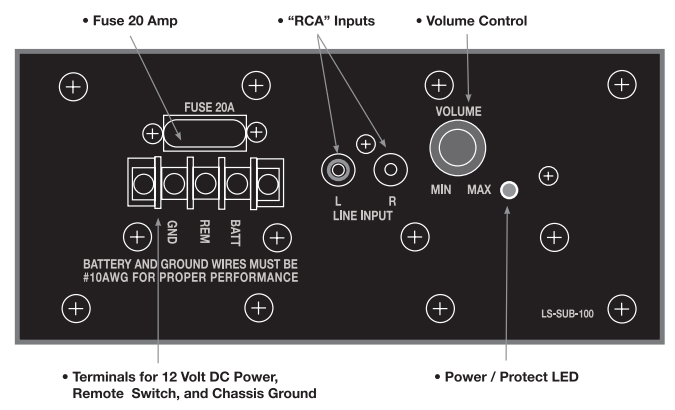 • Fuse 20 Amp
• “RCA” Inputs
• Volume Control
FUSE 20A
VOLUME
MIN MAX
L R
LINE INPUT
GND
REM
BATT
BATTERY AND GROUND WIRES MUST BE
#10AWG FOR PROPER PERFORMANCE
LS-SUB-100
• Terminals for 12 Volt DC Power,
Remote Switch, and Chassis Ground
• Power / Protect LED